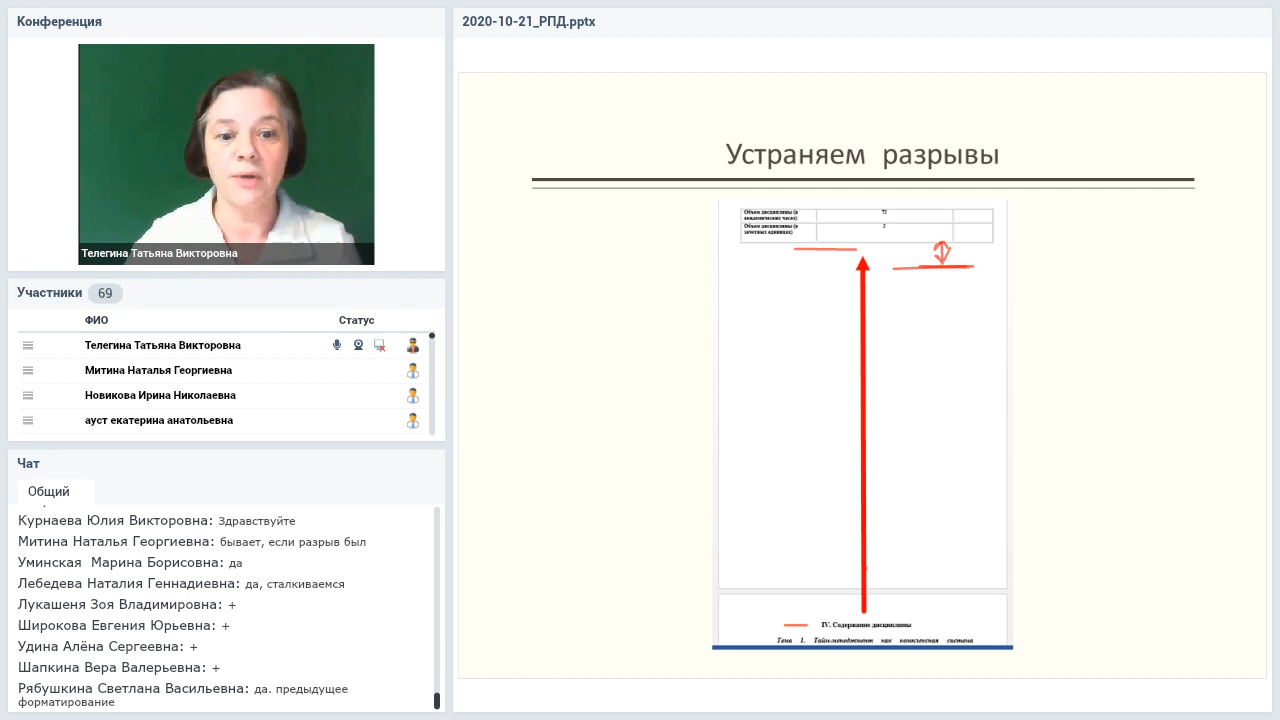 Конференция
Телегина Татьяна Викторовна
Участники 69
ФИО Статус
Телегина Татьяна Викторовна
Митина Наталья Георгиевна
Новикова Ирина Николаевна
ауст екатерина анатольевна
Чат
Общий
Курнаева Юлия Викторовна: Здравствуйте
Митина Наталья Георгиевна: бывает, если разрыв был
Уминская Марина Борисовна: да
Лебедева Наталия Геннадиевна: да, сталкиваемся
Лукашеня Зоя Владимировна: +
Широкова Евгения Юрьевна: +
Удина Алёна Сергеевна: +
Шапкина Вера Валерьевна: +
Рябушкина Светлана Васильевна: да. предыдущее
форматирование
2020-10-21_РПД.pptx
Устраняем разрывы
Объем дисциплины (в 72
академических часах)
Объем дисциплины (в 2
зачетных единицах)
IV. Содержание дисциплины
Тема 1. Тайм-менеджмент как комплексная система